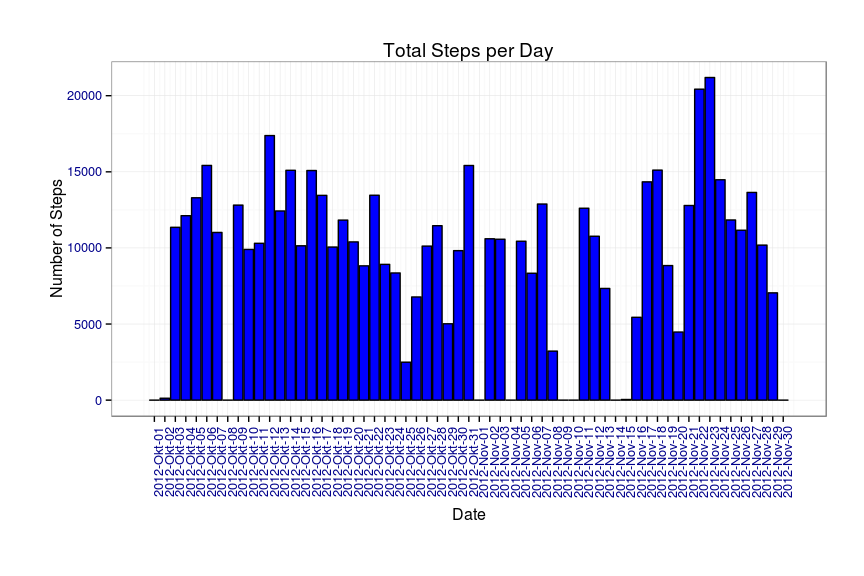 Total Steps per Day
Number of Steps
20000
15000
10000
5000
0
2012-Okt-01
2012-Okt-02
2012-Okt-03
2012-Okt-04
2012-Okt-05
2012-Okt-06
2012-Okt-07
2012-Okt-08
2012-Okt-09
2012-Okt-10
2012-Okt-11
2012-Okt-12
2012-Okt-13
2012-Okt-14
2012-Okt-15
2012-Okt-16
2012-Okt-17
2012-Okt-18
2012-Okt-19
2012-Okt-20
2012-Okt-21
2012-Okt-22
2012-Okt-23
2012-Okt-24
2012-Okt-25
2012-Okt-26
2012-Okt-27
2012-Okt-28
2012-Okt-29
2012-Okt-30
2012-Okt-31
2012-Nov-01
2012-Nov-02
2012-Nov-03
2012-Nov-04
2012-Nov-05
2012-Nov-06
2012-Nov-07
2012-Nov-08
2012-Nov-09
2012-Nov-10
2012-Nov-11
2012-Nov-12
2012-Nov-13
2012-Nov-14
2012-Nov-15
2012-Nov-16
2012-Nov-17
2012-Nov-18
2012-Nov-19
2012-Nov-20
2012-Nov-21
2012-Nov-22
2012-Nov-23
2012-Nov-24
2012-Nov-25
2012-Nov-26
2012-Nov-27
2012-Nov-28
2012-Nov-29
2012-Nov-30
Date